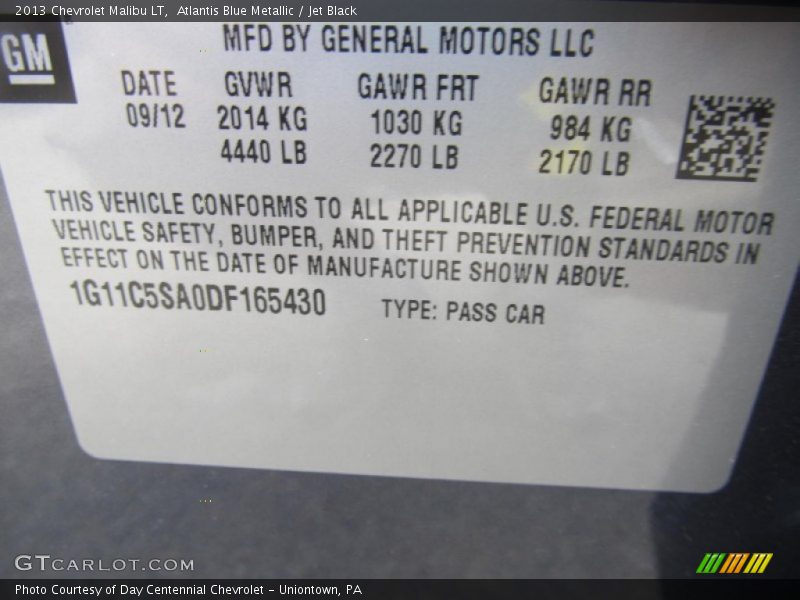 2013 Chevrolet Malibu LT, Atlantis Blue Metallic / Jet Black
GM
MFD BY GENERAL MOTORS LLC
DATE GVWR GAWR FRT GAWR RR
09/12 2014 KG 1030 KG 984 KG
4440 LB 2270 LB 2170 LB
THIS VEHICLE CONFORMS TO ALL APPLICABLE U.S. FEDERAL MOTOR
VEHICLE SAFETY, BUMPER, AND THEFT PREVENTION STANDARDS IN
EFFECT ON THE DATE OF MANUFACTURE SHOWN ABOVE.
1G11C5SA0DF165430 TYPE: PASS CAR
GTCARLOT.COM
Photo Courtesy of Day Centennial Chevrolet - Uniontown, PA